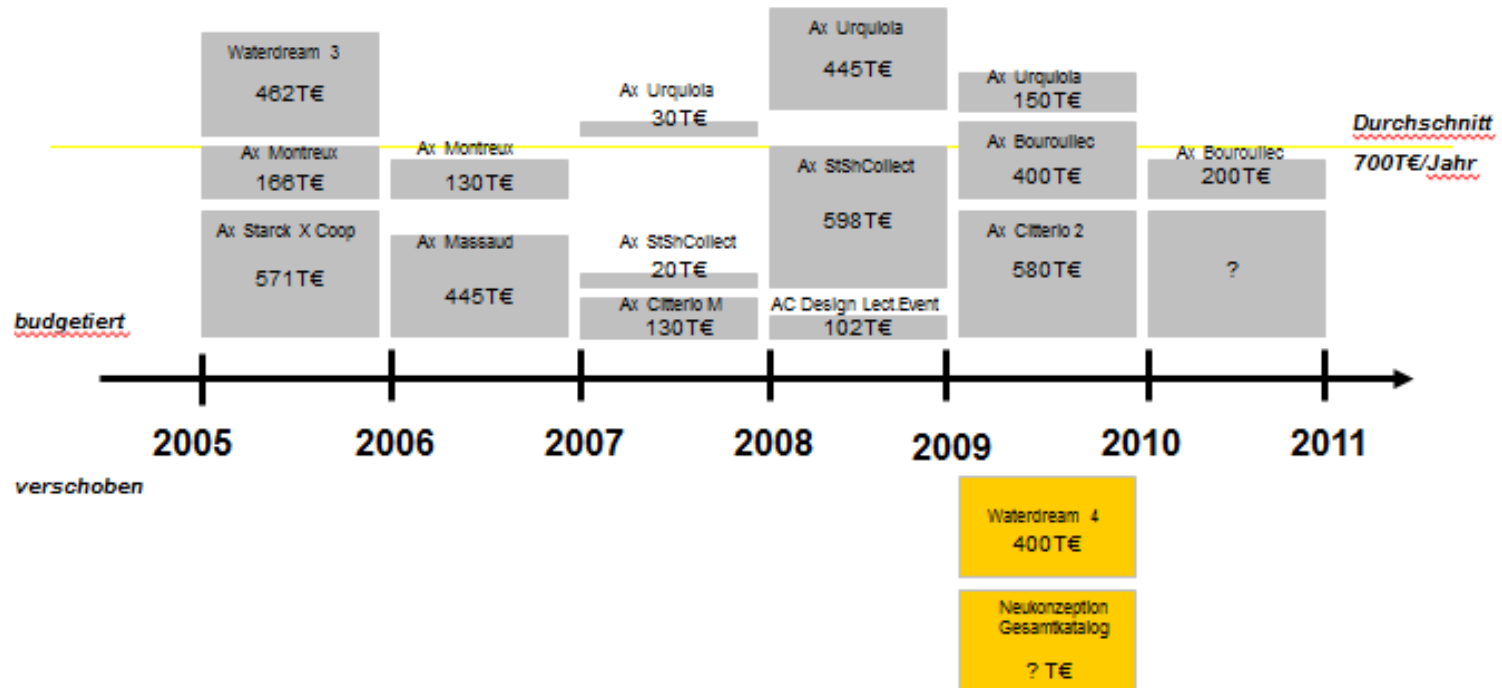 Waterdream 3
462T€
Ax Montreux
166T€
Ax Starck X Coop
571T€
Ax Montreux
130T€
Ax Massaud
445T€
Ax Urquiola
30T€
Ax StShCollect
20T€
Ax Citterio M
130T€
Ax Urquiola
445T€
Ax StShCollect
598T€
AC Design Lect.Event
102T€
Ax Urquiola
150T€
Ax Bouroullec
400T€
Ax Citterio 2
580T€
Ax Bouroullec
200T€
?
Durchschnitt
700T€/Jahr
budgetiert
2005
2006
2007
2008
2009
2010
2011
verschoben
Waterdream 4
400T€
Neukonzeption
Gesamtkatalog
? T€